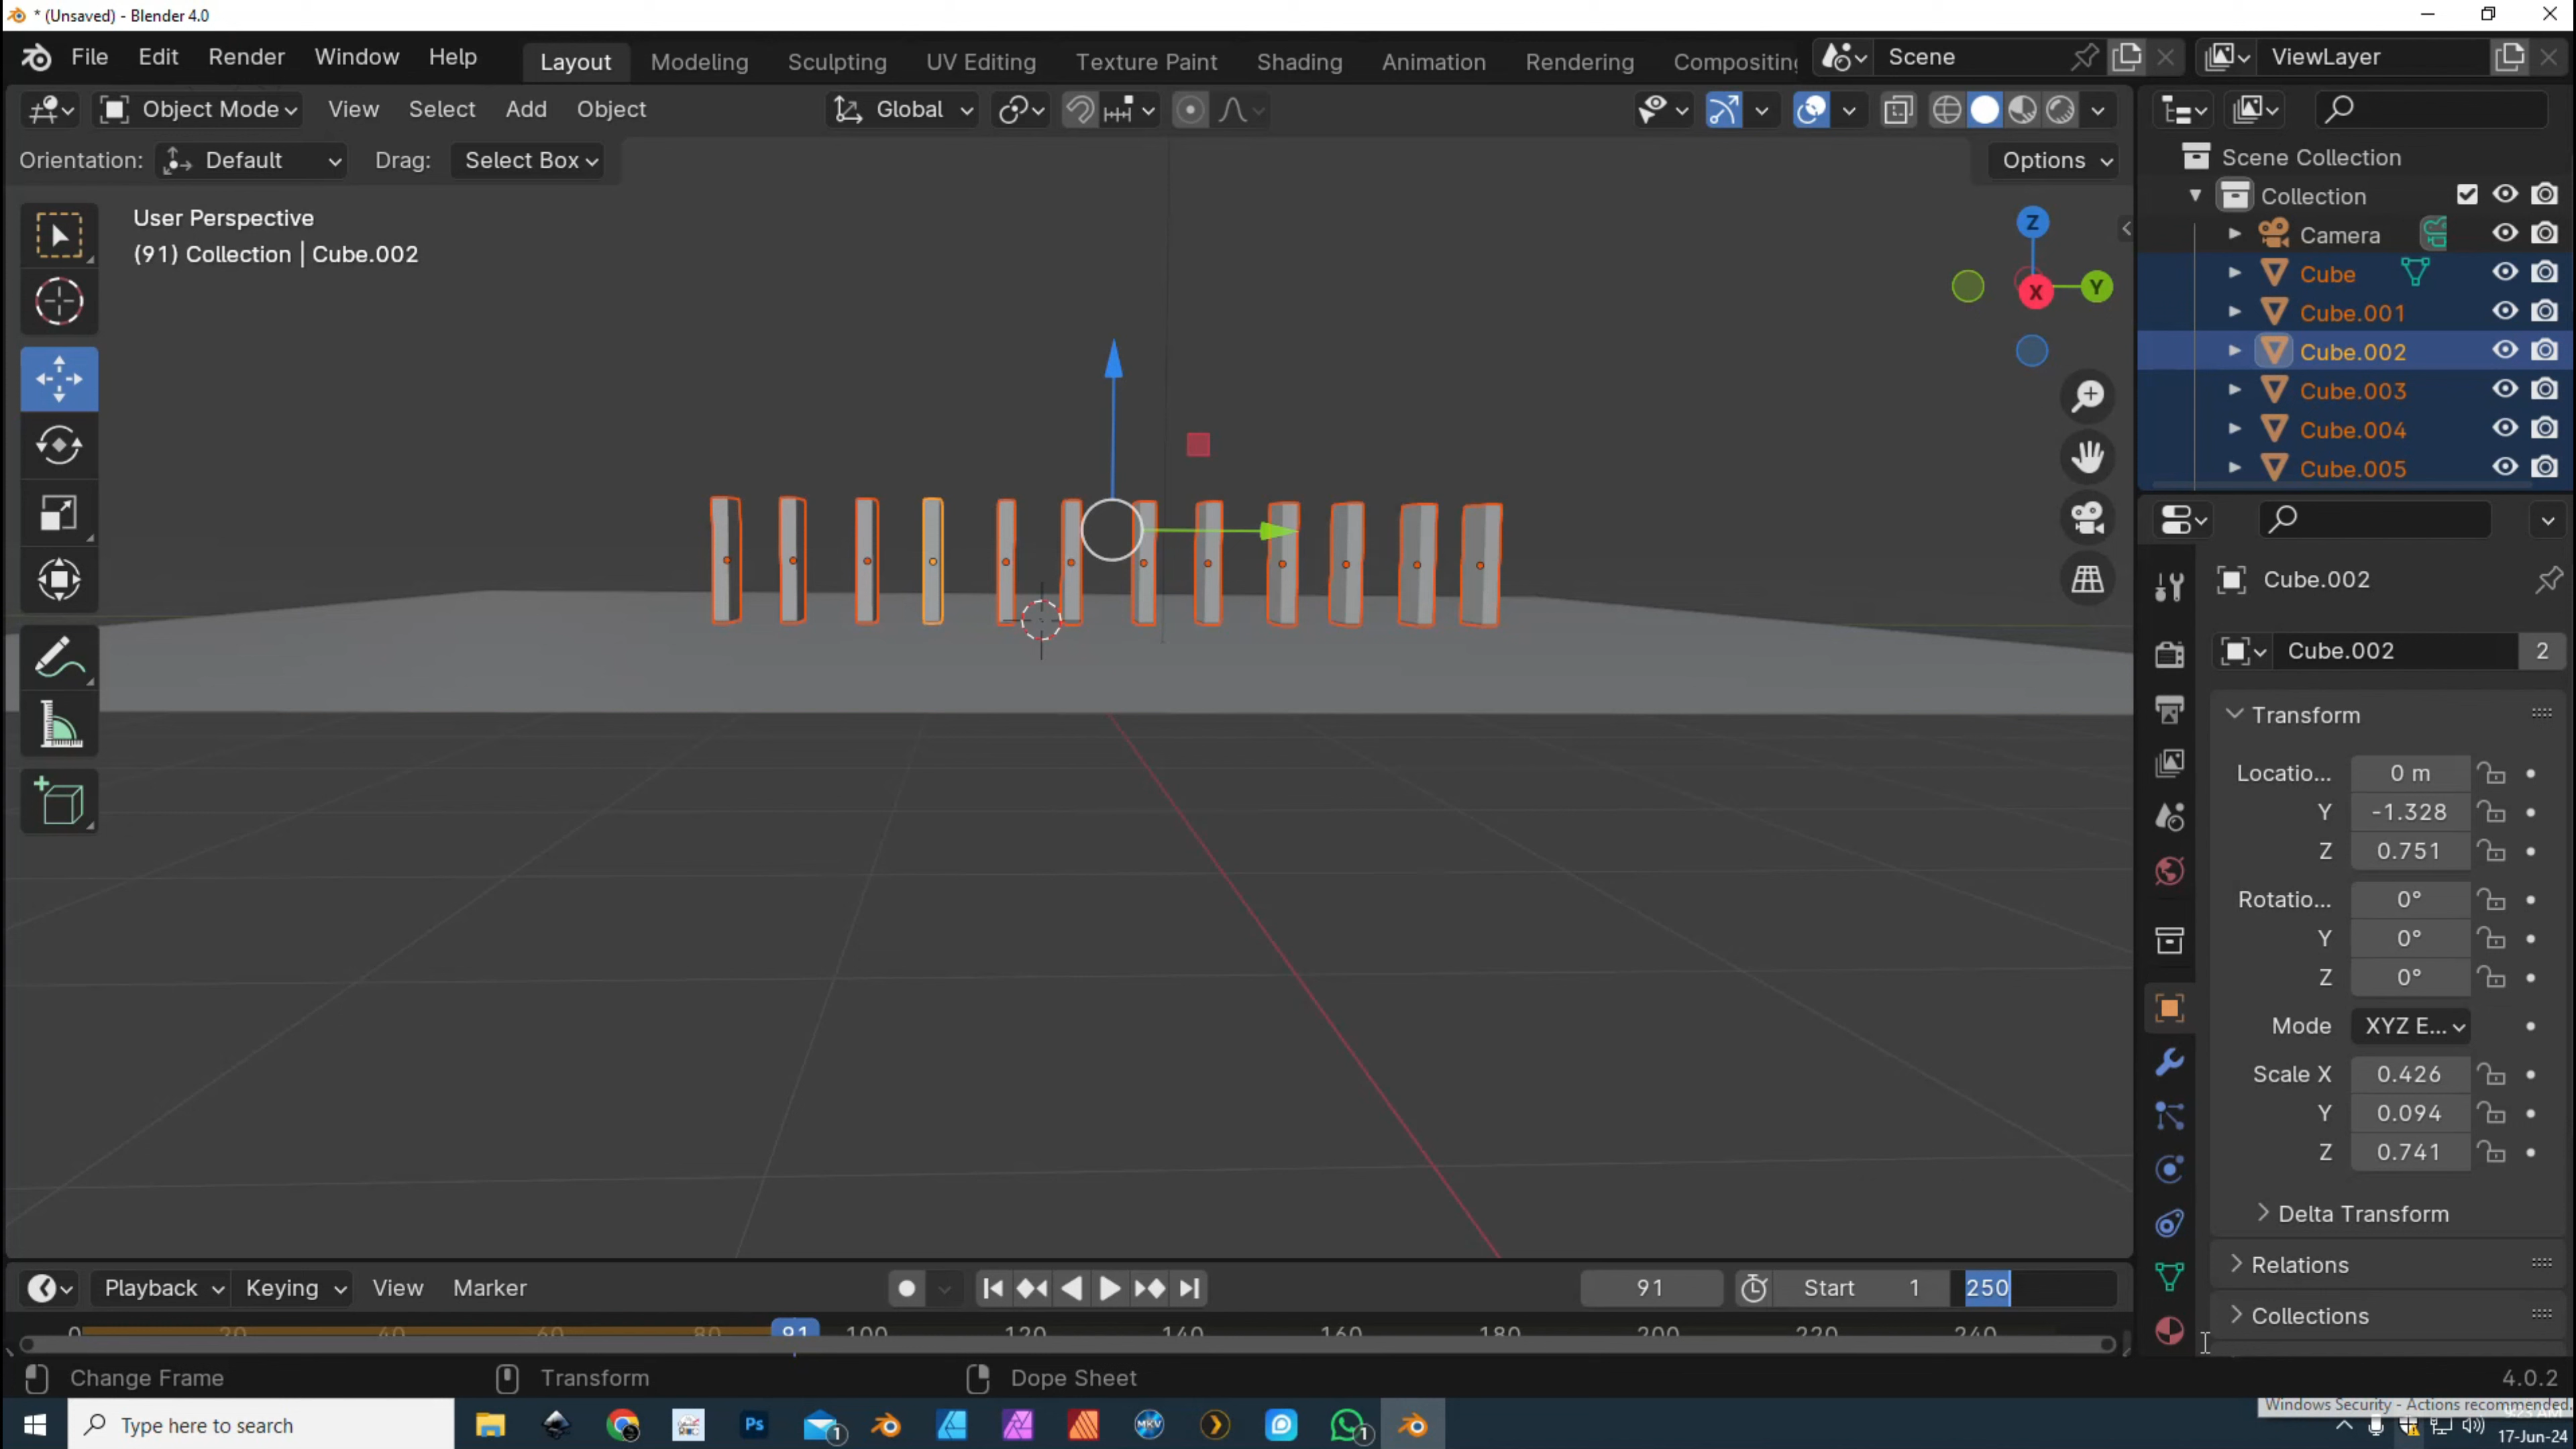 * (Unsaved) - Blender 4.0
File Edit Render Window Help Layout Modeling Sculpting UV Editing Texture Paint Shading Animation Rendering Compositing Scene ViewLayer
Object Mode View Select Add Object Global
Orientation: Default Drag: Select Box Options
User Perspective
(91) Collection | Cube.002
Z
Y
X
Scene Collection
Collection
Camera
Cube
Cube.001
Cube.002
Cube.003
Cube.004
Cube.005
Cube.002
Cube.002 2
Transform
Locatio... 0 m
Y -1.328
Z 0.751
Rotatio... 0°
Y 0°
Z 0°
Mode XYZ E...
Scale X 0.426
Y 0.094
Z 0.741
Delta Transform
Relations
Collections
Playback Keying View Marker 91 Start 1 250
0 20 40 60 80 91 100 120 140 160 180 200 220 240
Change Frame Transform Dope Sheet 4.0.2
Windows Security - Actions recommended.
Type here to search Ps 1 MKV 1
17-Jun-24